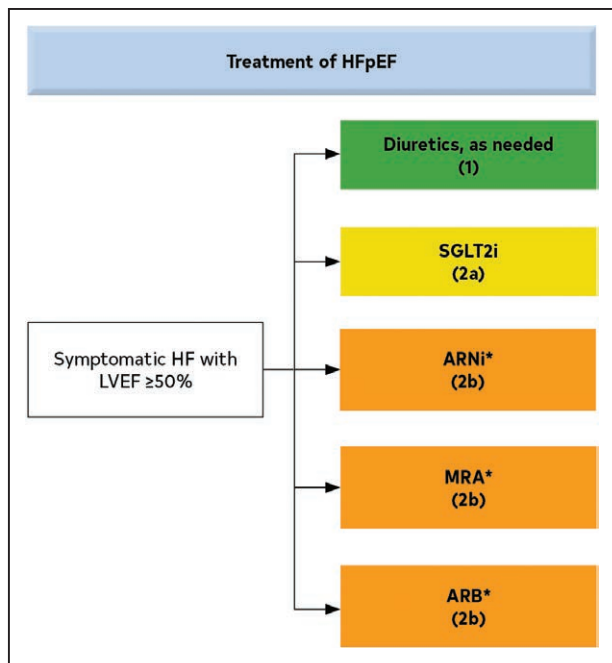 Treatment of HFpEF
Diuretics, as needed
(1)
SGLT2i
(2a)
Symptomatic HF with
LVEF ≥50%
ARNi*
(2b)
MRA*
(2b)
ARB*
(2b)